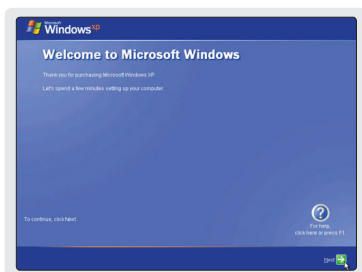 Microsoft
Windows xp
Welcome to Microsoft Windows
Thank you for purchasing Microsoft Windows XP.
Let's spend a few minutes setting up your computer.
To continue, click Next.
For help,
click here or press F1.
Next